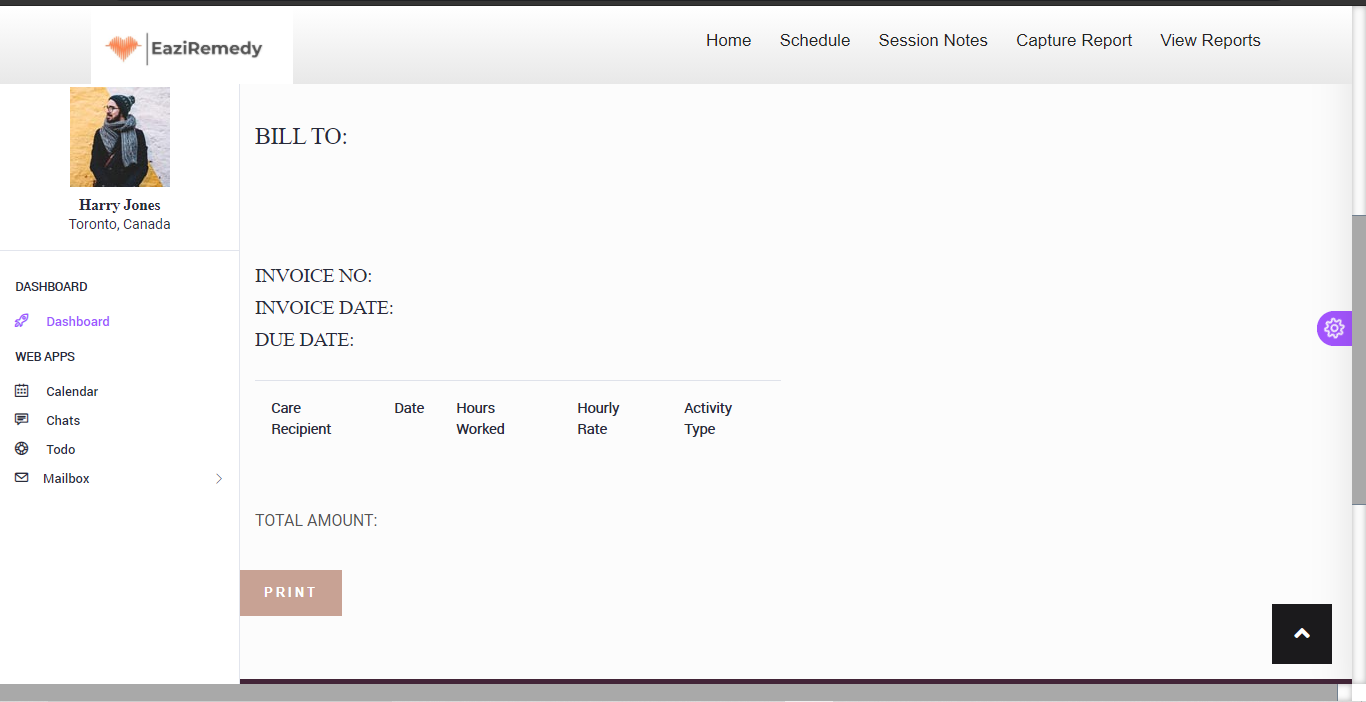 EaziRemedy
Home Schedule Session Notes Capture Report View Reports
Harry Jones
Toronto, Canada
DASHBOARD
Dashboard
WEB APPS
Calendar
Chats
Todo
Mailbox
BILL TO:
INVOICE NO:
INVOICE DATE:
DUE DATE:
Care Recipient Date Hours Worked Hourly Rate Activity Type
TOTAL AMOUNT:
PRINT